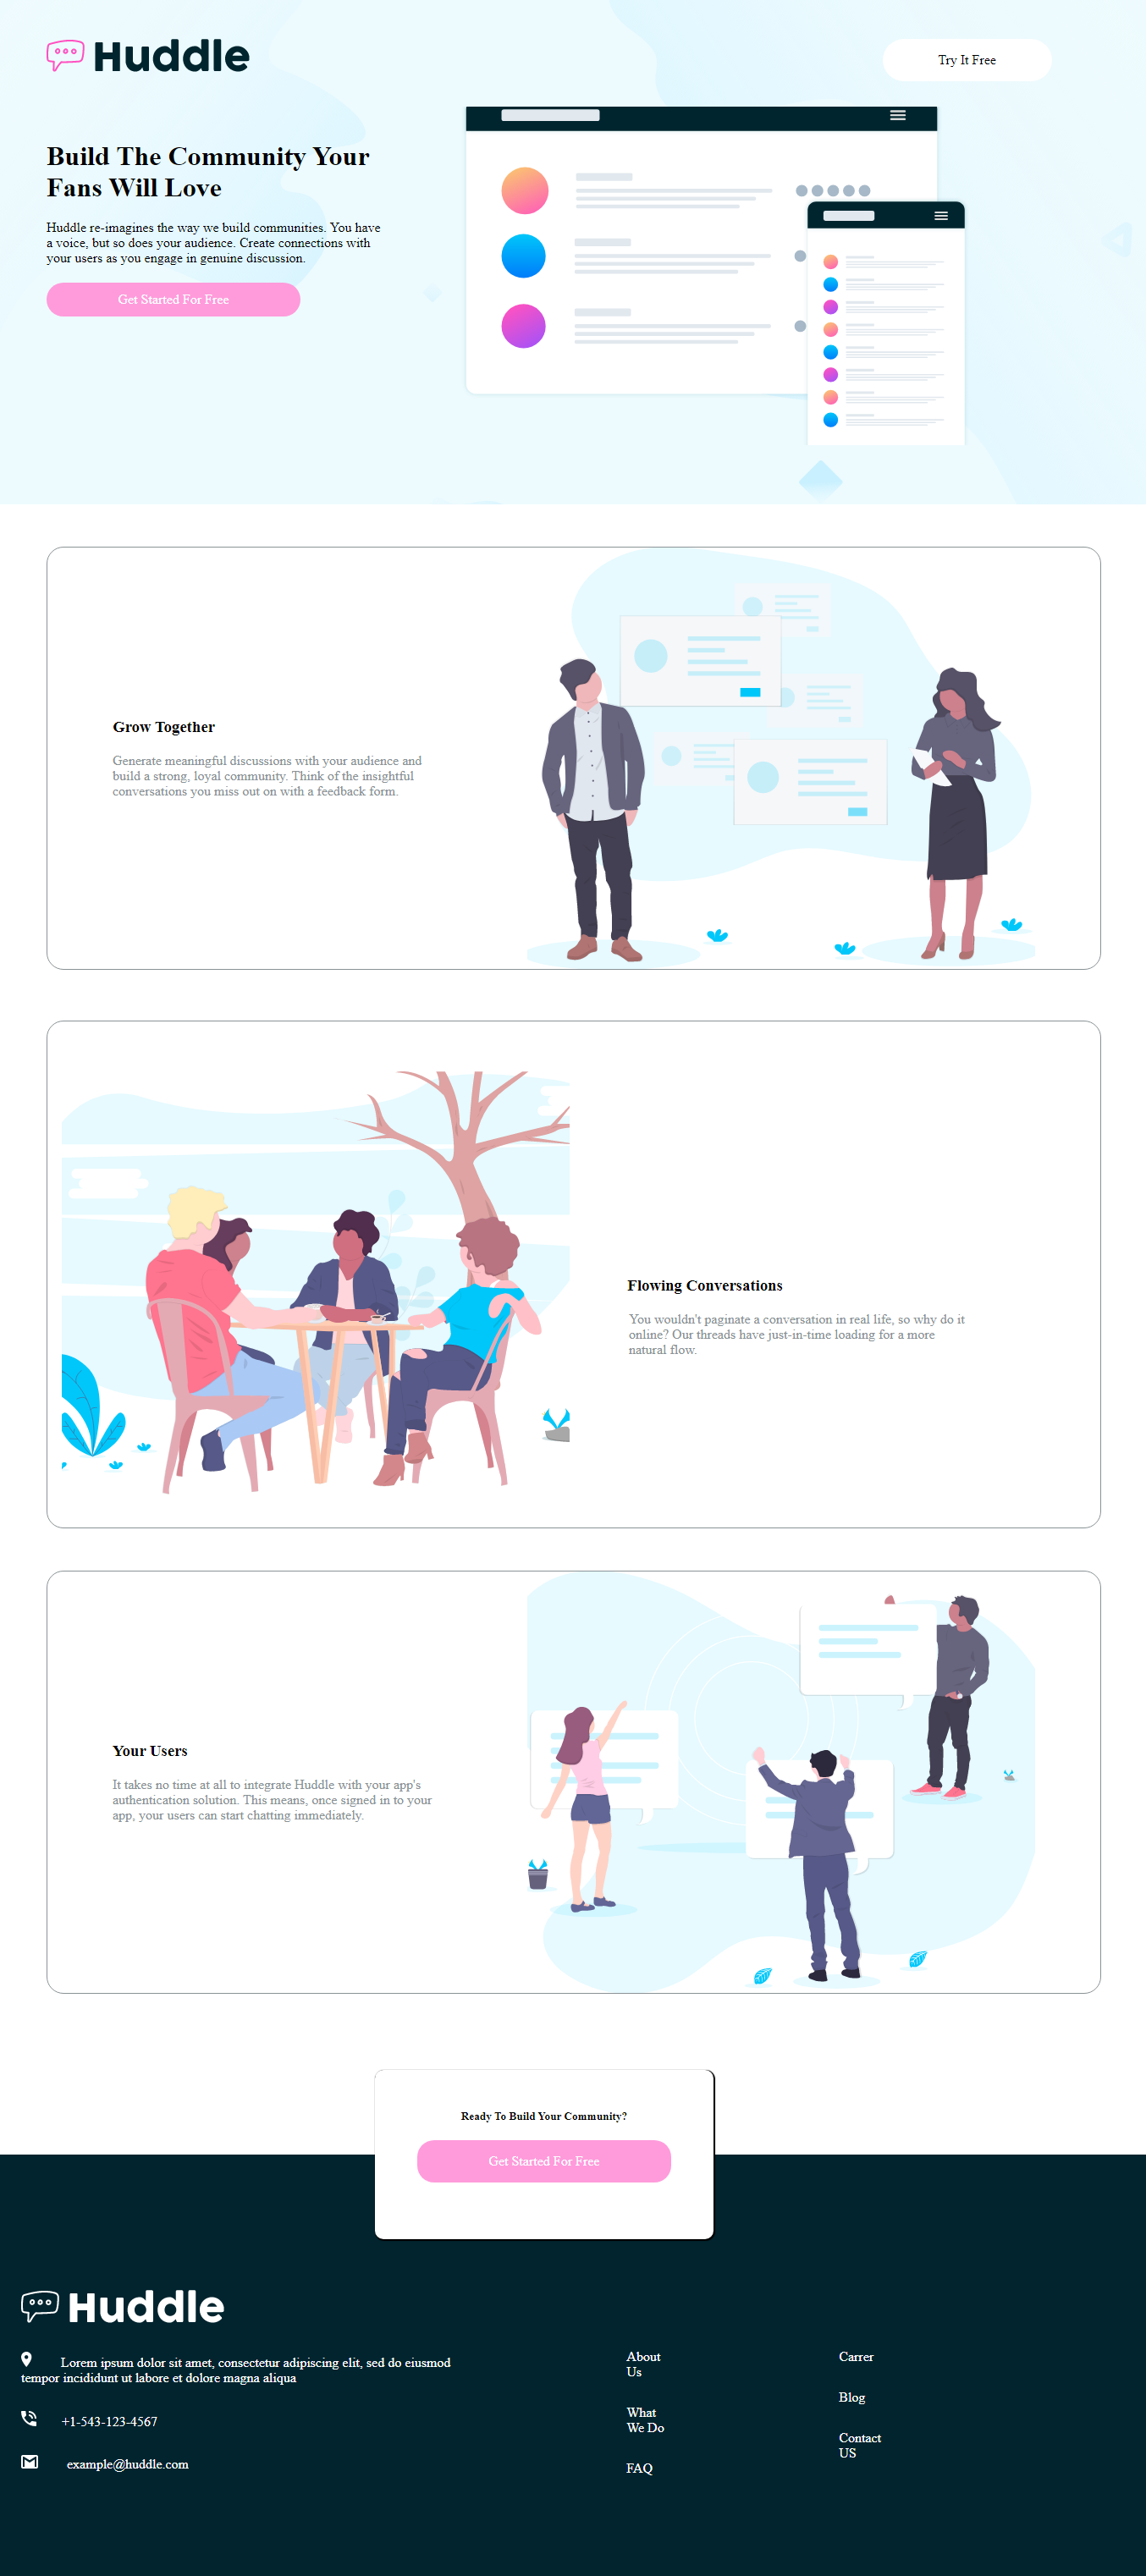 Huddle
Try It Free
Build The Community Your
Fans Will Love
Huddle re-imagines the way we build communities. You have
a voice, but so does your audience. Create connections with
your users as you engage in genuine discussion.
Get Started For Free
Grow Together
Generate meaningful discussions with your audience and
build a strong, loyal community. Think of the insightful
conversations you miss out on with a feedback form.
Flowing Conversations
You wouldn't paginate a conversation in real life, so why do it
online? Our threads have just-in-time loading for a more
natural flow.
Your Users
It takes no time at all to integrate Huddle with your app's
authentication solution. This means, once signed in to your
app, your users can start chatting immediately.
Ready To Build Your Community?
Get Started For Free
Huddle
Lorem ipsum dolor sit amet, consectetur adipiscing elit, sed do eiusmod
tempor incididunt ut labore et dolore magna aliqua
+1-543-123-4567
example@huddle.com
About
Us
What
We Do
FAQ
Carrer
Blog
Contact
US